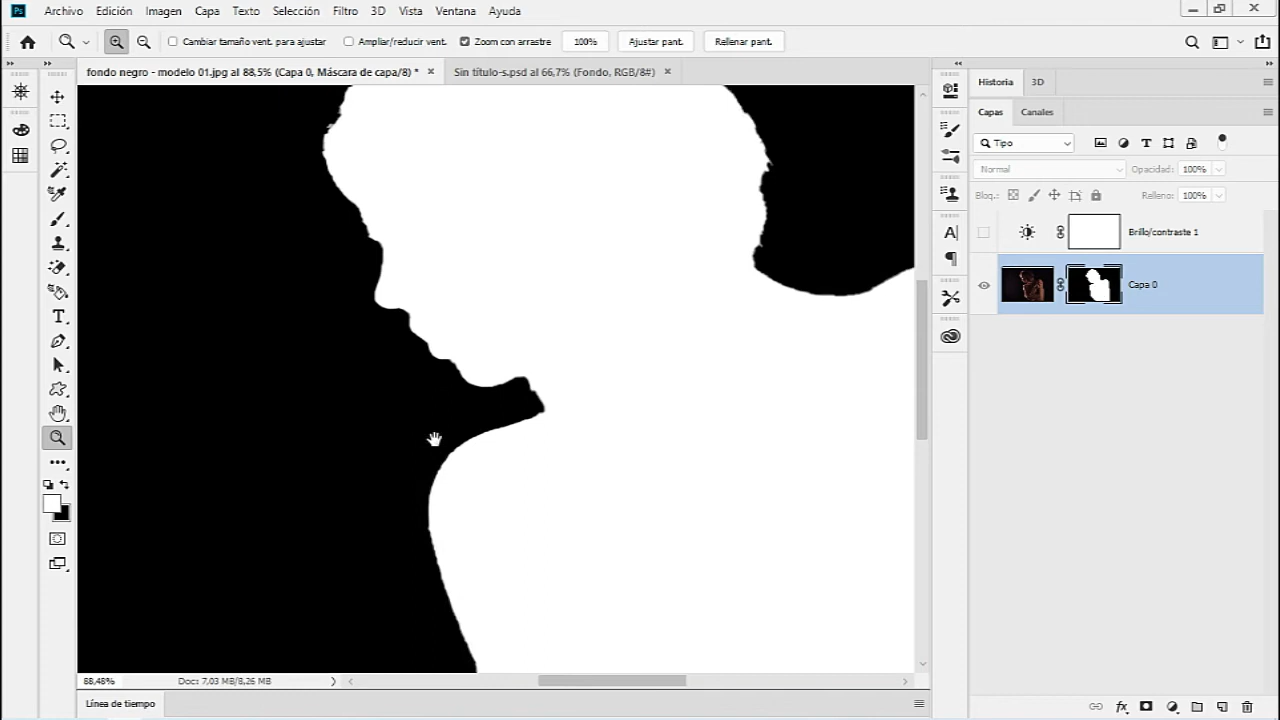 Ps Archivo Edición Imagen Capa Texto Selección Filtro 3D Vista Ventana Ayuda
Cambiar tamaño ajustar Ampliar/reducir Zoom con arrastre 100% Ajustar pant. Rellenar pant.
fondo negro - modelo 01.jpg al 88,5% (Capa 0, Máscara de capa/8) * × Sin título-s.psd al 66,7% (Fondo, RGB/8#) ×
Historia 3D
Capas Canales
Tipo
Normal Opacidad: 100%
Bloq.: Relleno: 100%
Brillo/contraste 1
Capa 0
88,48% Doc: 7,03 MB/8,26 MB
Línea de tiempo